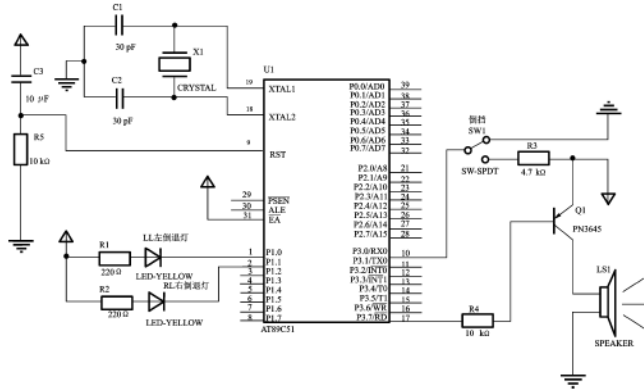 C1
30 pF
X1
CRYSTAL
C2
30 pF
C3
10 μF
R5
10 kΩ
U1
19
XTAL1
18
XTAL2
9
RST
29
PSEN
30
ALE
31
EA
1
P1.0
2
P1.1
3
P1.2
4
P1.3
5
P1.4
6
P1.5
7
P1.6
8
P1.7
AT89C51
P0.0/AD0
39
P0.1/AD1
38
P0.2/AD2
37
P0.3/AD3
36
P0.4/AD4
35
P0.5/AD5
34
P0.6/AD6
33
P0.7/AD7
32
P2.0/A8
21
P2.1/A9
22
P2.2/A10
23
P2.3/A11
24
P2.4/A12
25
P2.5/A13
26
P2.6/A14
27
P2.7/A15
28
P3.0/RX0
10
P3.1/TX0
11
P3.2/INT0
12
P3.3/INT1
13
P3.4/T0
14
P3.5/T1
15
P3.6/WR
16
P3.7/RD
17
R1
220Ω
LL左倒退灯
LED-YELLOW
R2
220Ω
RL右倒退灯
LED-YELLOW
倒挡
SW1
SW-SPDT
R3
4.7 kΩ
Q1
PN3645
R4
10 kΩ
LS1
SPEAKER